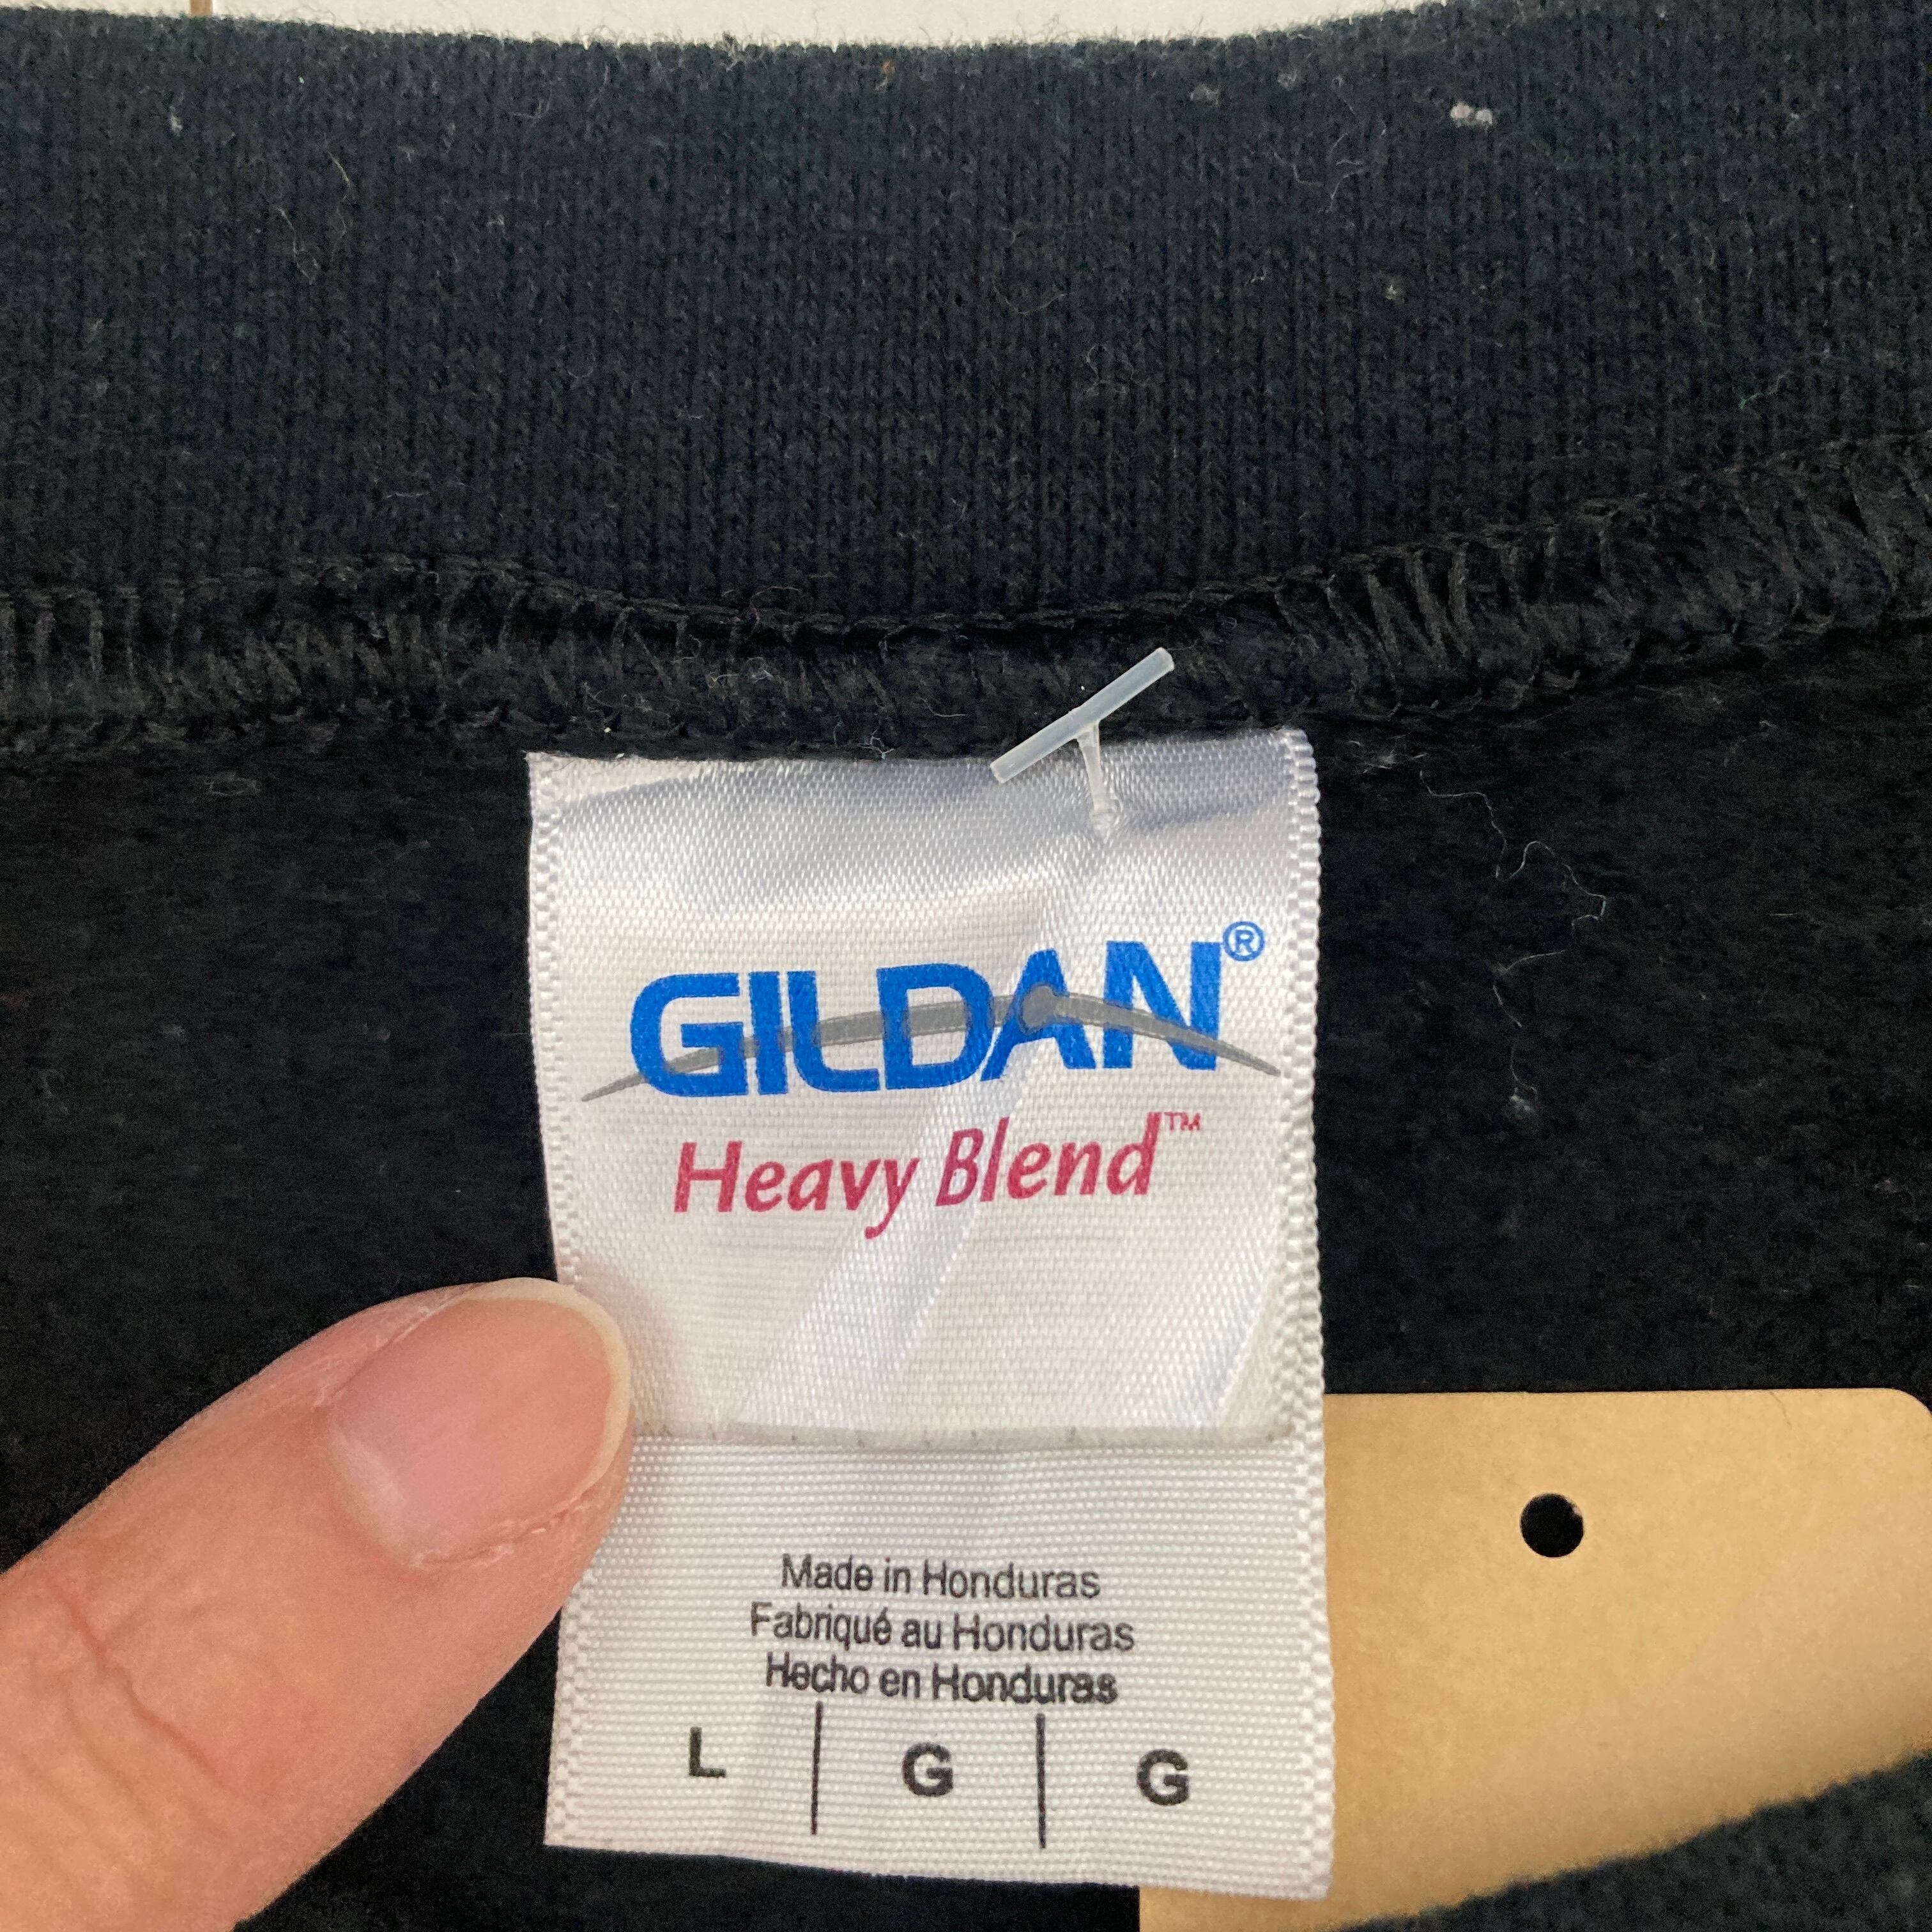 GILDAN®
Heavy Blend™
Made in Honduras
Fabriqué au Honduras
Hecho en Honduras
L | G | G